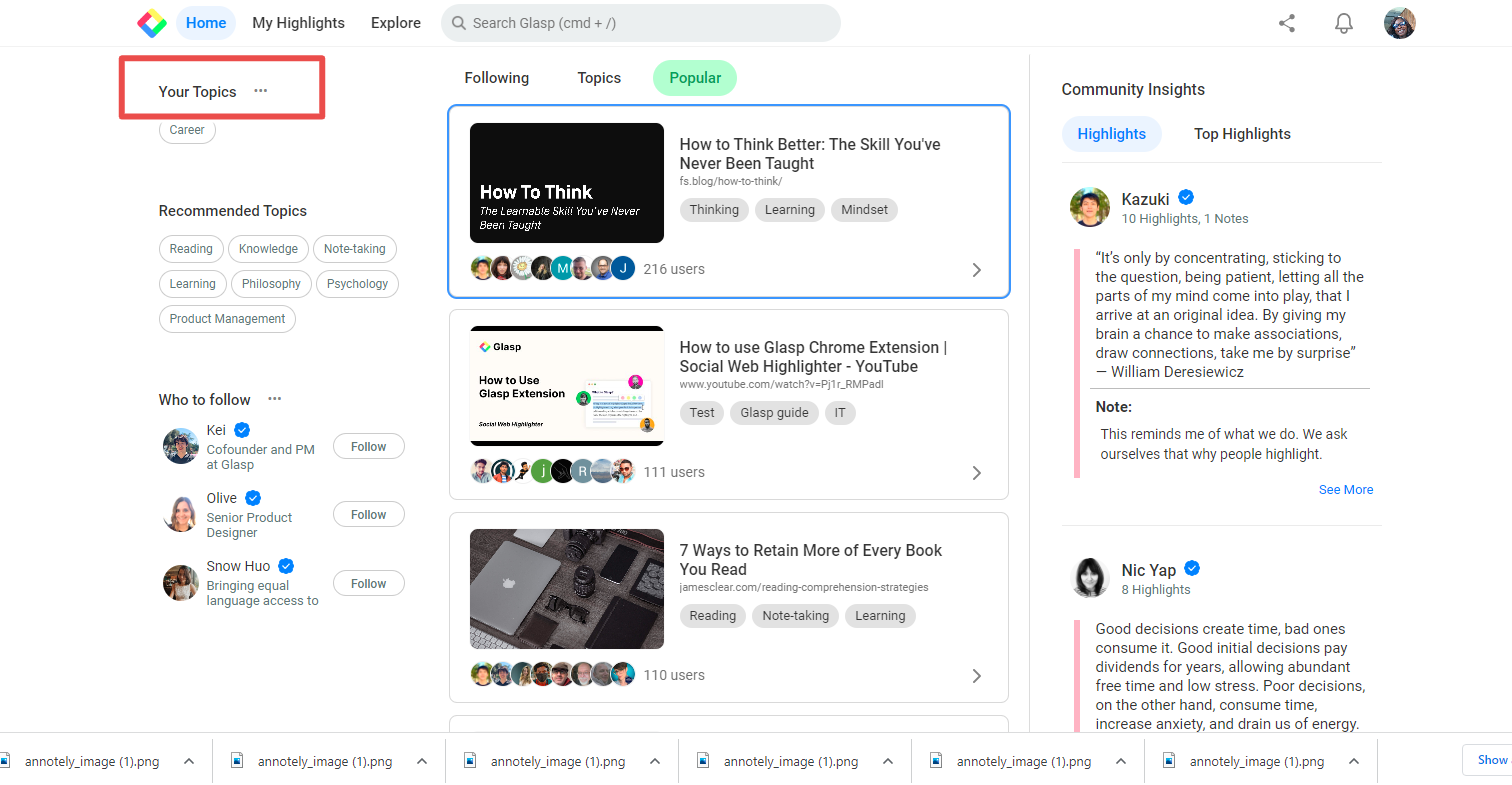 Home
My Highlights
Explore
Search Glasp (cmd + /)
Your Topics
Career
Recommended Topics
Reading
Knowledge
Note-taking
Learning
Philosophy
Psychology
Product Management
Who to follow
Kei
Cofounder and PM
at Glasp
Follow
Olive
Senior Product
Designer
Follow
Snow Huo
Bringing equal
language access to
Follow
Following
Topics
Popular
How To Think
The Learnable Skill You've Never
Been Taught
How to Think Better: The Skill You've
Never Been Taught
fs.blog/how-to-think/
Thinking
Learning
Mindset
M
J
216 users
Glasp
How to Use
Glasp Extension
Social Web Highlighter
How to use Glasp Chrome Extension |
Social Web Highlighter - YouTube
www.youtube.com/watch?v=Pj1r_RMPadI
Test
Glasp guide
IT
j
R
111 users
7 Ways to Retain More of Every Book
You Read
jamesclear.com/reading-comprehension-strategies
Reading
Note-taking
Learning
110 users
Community Insights
Highlights
Top Highlights
Kazuki
10 Highlights, 1 Notes
“It’s only by concentrating, sticking to
the question, being patient, letting all the
parts of my mind come into play, that I
arrive at an original idea. By giving my
brain a chance to make associations,
draw connections, take me by surprise”
— William Deresiewicz
Note:
This reminds me of what we do. We ask
ourselves that why people highlight.
See More
Nic Yap
8 Highlights
Good decisions create time, bad ones
consume it. Good initial decisions pay
dividends for years, allowing abundant
free time and low stress. Poor decisions,
on the other hand, consume time,
increase anxiety, and drain us of energy.
annotely_image (1).png
annotely_image (1).png
annotely_image (1).png
annotely_image (1).png
annotely_image (1).png
annotely_image (1).png
Show